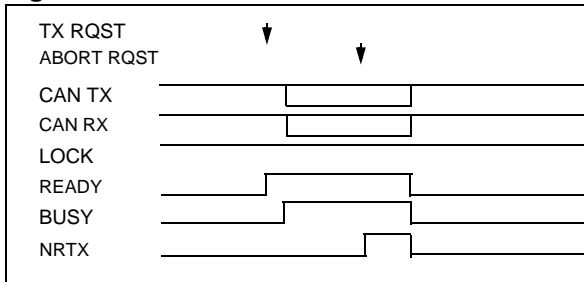 TX RQST
ABORT RQST
CAN TX
CAN RX
LOCK
READY
BUSY
NRTX